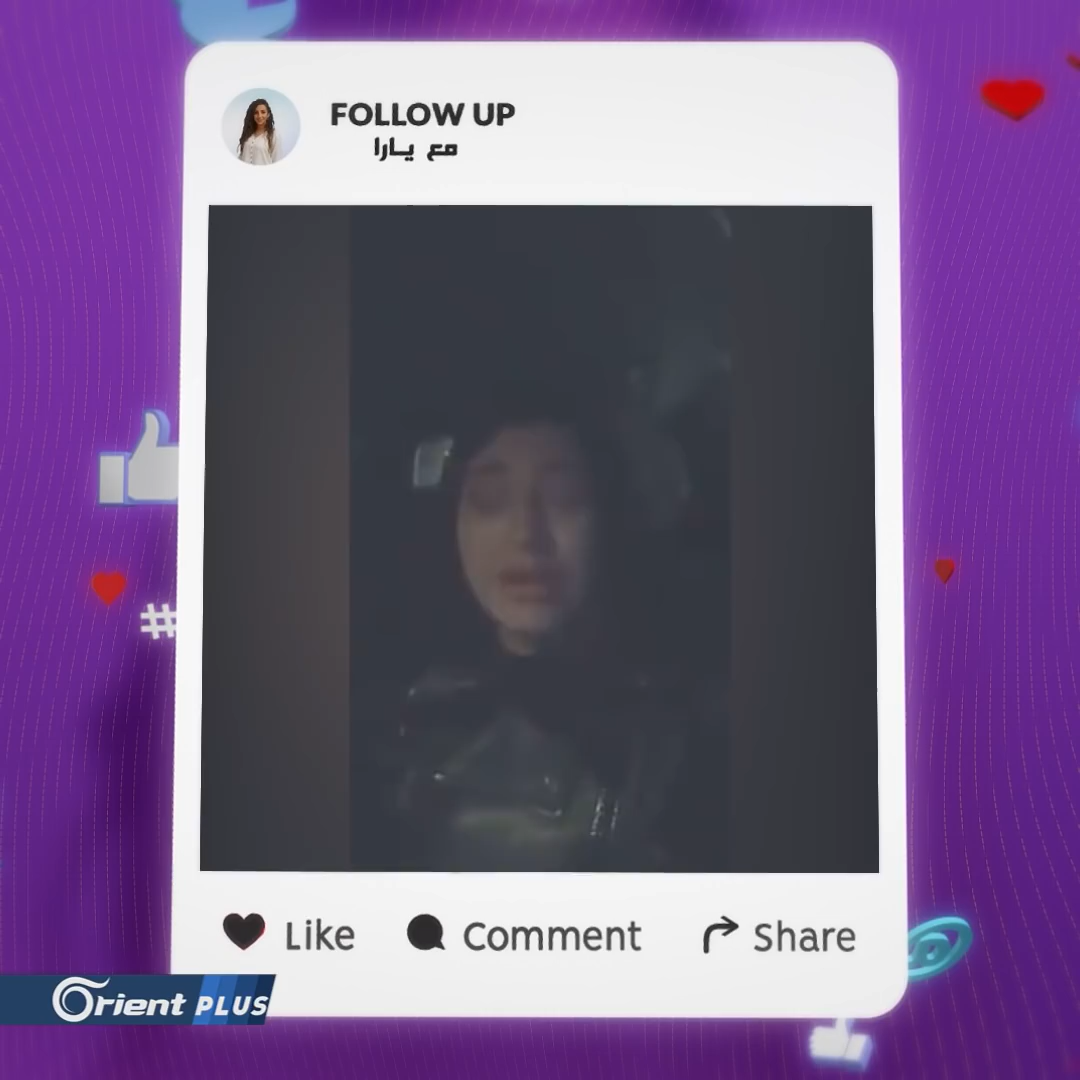 FOLLOW UP
مع يارا
#
Like
Comment
Share
Orient PLUS